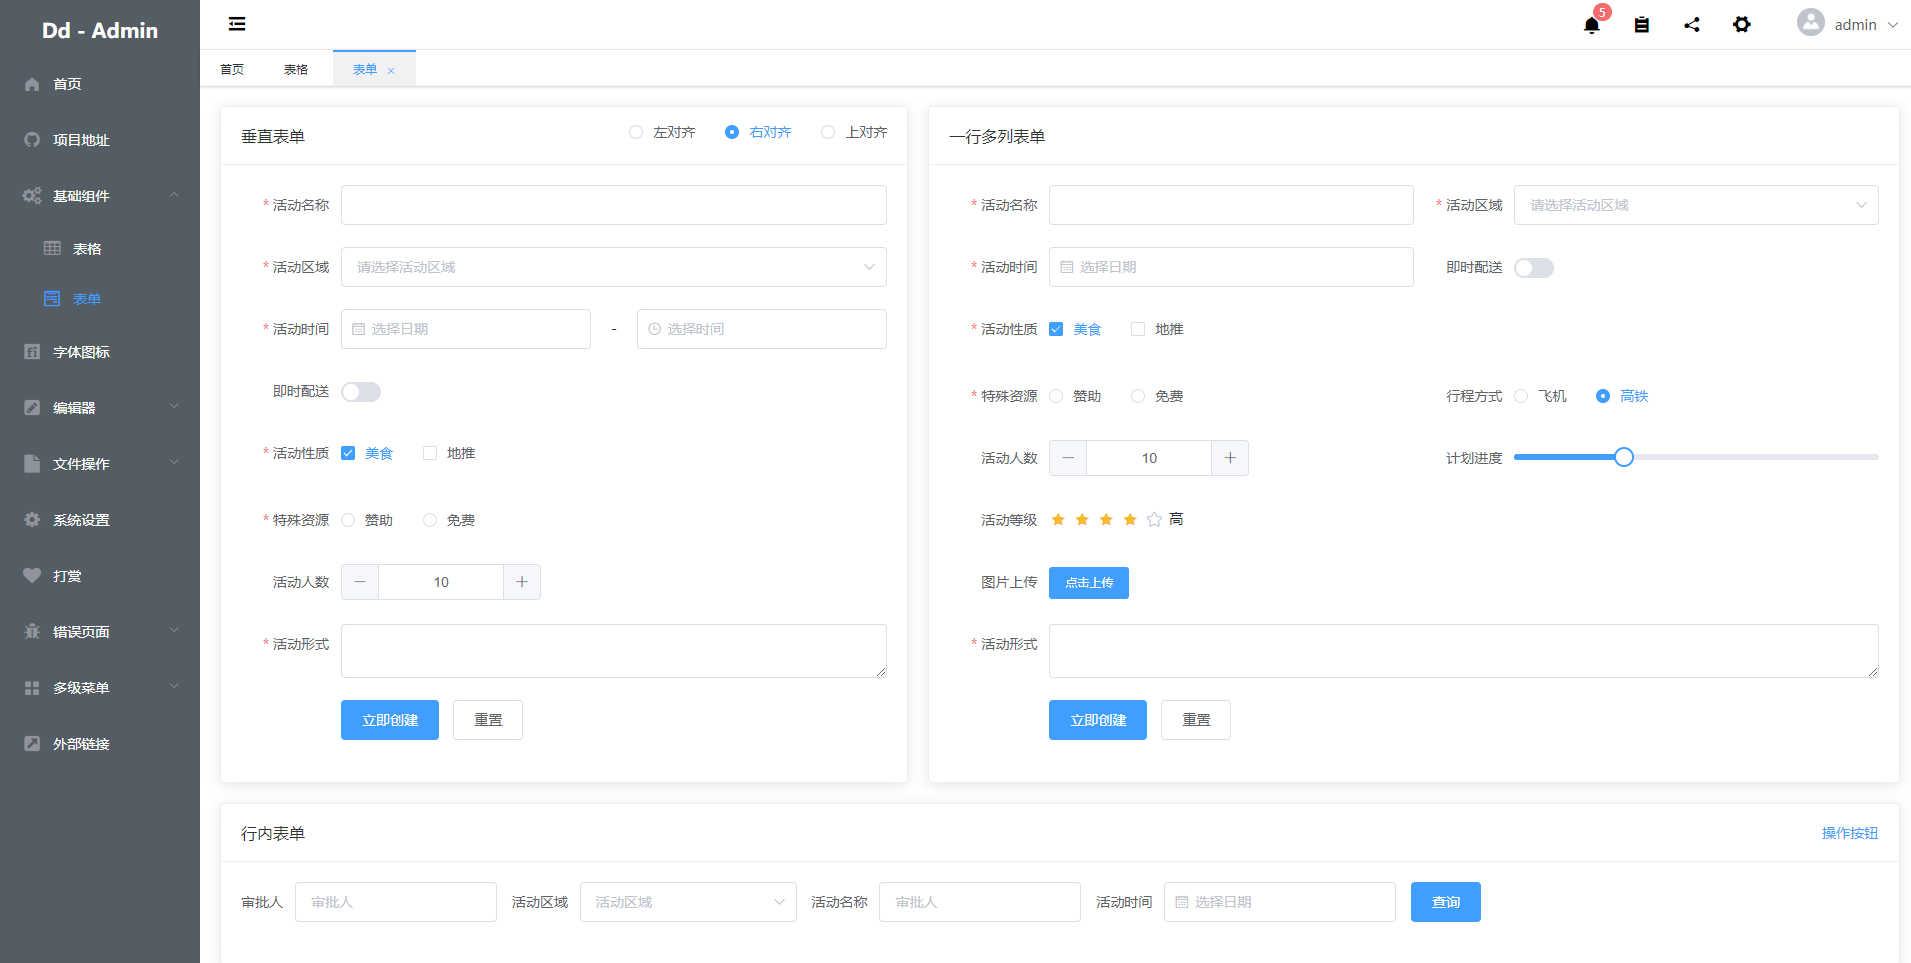 Dd - Admin
首页
项目地址
基础组件
表格
表单
字体图标
编辑器
文件操作
系统设置
打赏
错误页面
多级菜单
外部链接
5
admin
首页 表格 表单
垂直表单 左对齐 右对齐 上对齐
* 活动名称
* 活动区域 请选择活动区域
* 活动时间 选择日期 - 选择时间
即时配送
* 活动性质 美食 地推
* 特殊资源 赞助 免费
活动人数 10
* 活动形式
立即创建 重置
一行多列表单
* 活动名称 * 活动区域 请选择活动区域
* 活动时间 选择日期 即时配送
* 活动性质 美食 地推
* 特殊资源 赞助 免费 行程方式 飞机 高铁
活动人数 10 计划进度
活动等级 高
图片上传 点击上传
* 活动形式
立即创建 重置
行内表单 操作按钮
审批人 审批人 活动区域 活动区域 活动名称 审批人 活动时间 选择日期 查询